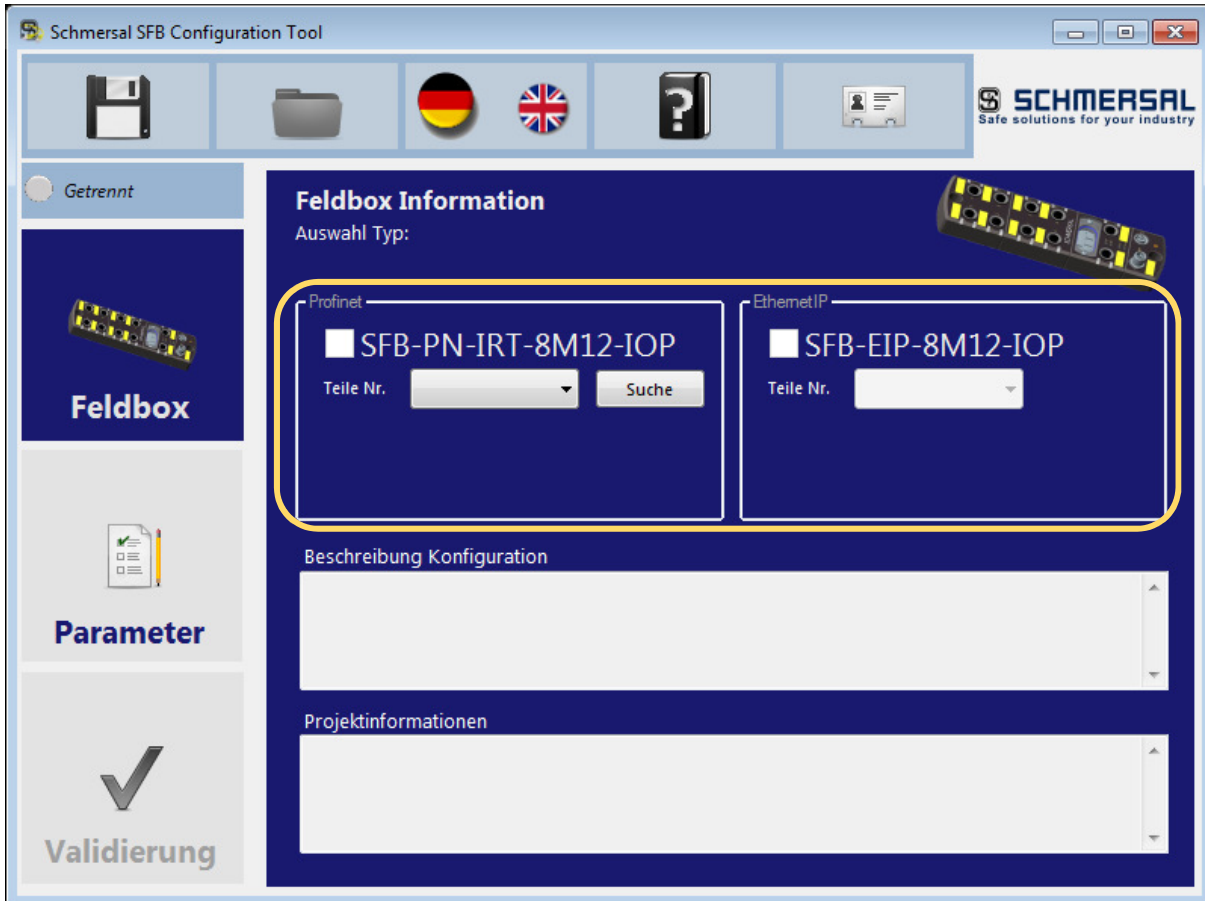 Schmersal SFB Configuration Tool
SCHMERSAL
Safe solutions for your industry
Getrennt
Feldbox Information
Auswahl Typ:
Feldbox
Profinet
SFB-PN-IRT-8M12-IOP
Teile Nr.
Suche
EthernetIP
SFB-EIP-8M12-IOP
Teile Nr.
Beschreibung Konfiguration
Parameter
Projektinformationen
Validierung